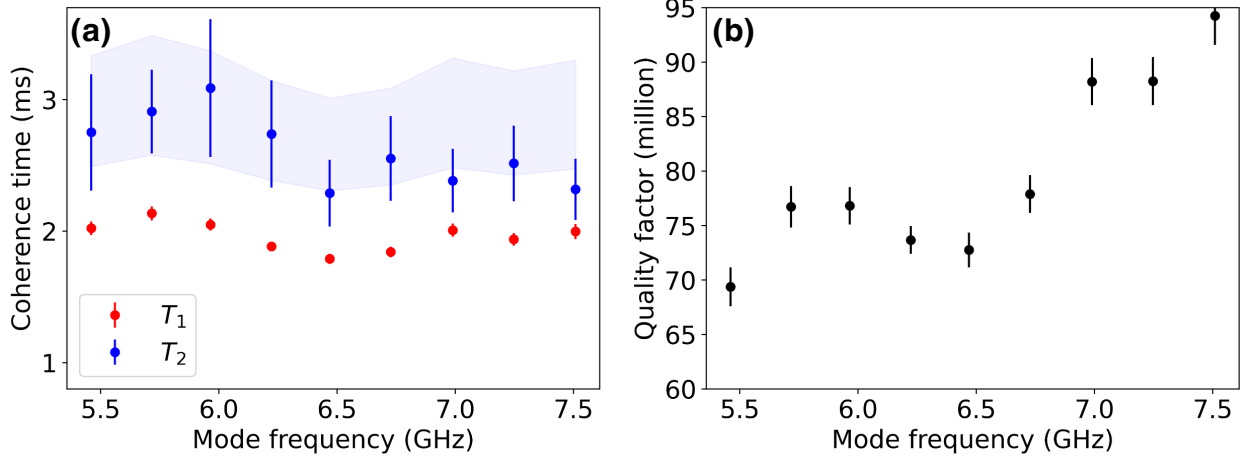 (a)
Coherence time (ms)
3
2
1
T₁
T₂
5.5 6.0 6.5 7.0 7.5
Mode frequency (GHz)
(b)
Quality factor (million)
95
90
85
80
75
70
65
60
5.5 6.0 6.5 7.0 7.5
Mode frequency (GHz)